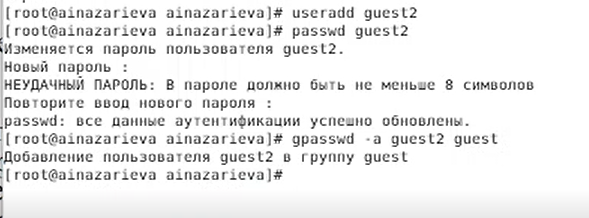 [root@ainazarieva ainazarieva]# useradd guest2
[root@ainazarieva ainazarieva]# passwd guest2
Изменяется пароль пользователя guest2.
Новый пароль :
НЕУДАЧНЫЙ ПАРОЛЬ: В пароле должно быть не меньше 8 символов
Повторите ввод нового пароля :
passwd: все данные аутентификации успешно обновлены.
[root@ainazarieva ainazarieva]# gpasswd -a guest2 guest
Добавление пользователя guest2 в группу guest
[root@ainazarieva ainazarieva]#